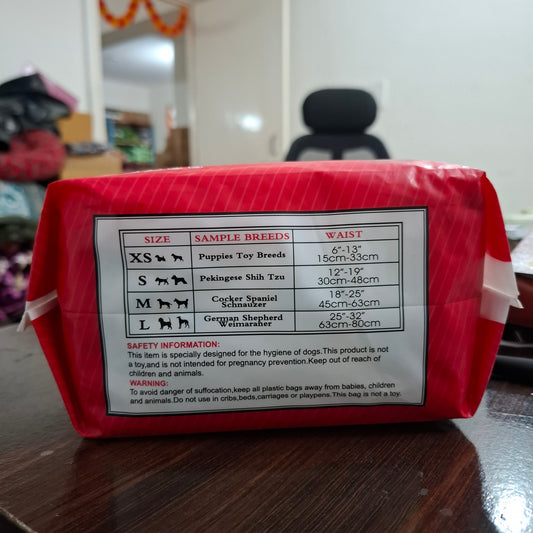 SIZE SAMPLE BREEDS WAIST
XS Puppies Toy Breeds 6"-13" 15cm-33cm
S Pekingese Shih Tzu 12"-19" 30cm-48cm
M Cocker Spaniel Schnauzer 18"-25" 45cm-63cm
L German Shepherd Weimaraher 25"-32" 63cm-80cm
SAFETY INFORMATION:
This item is specially designed for the hygiene of dogs.This product is not
a toy,and is not intended for pregnancy prevention.Keep out of reach of
children and animals.
WARNING:
To avoid danger of suffocation,keep all plastic bags away from babies, children
and animals.Do not use in cribs,beds,carriages or playpens.This bag is not a toy.